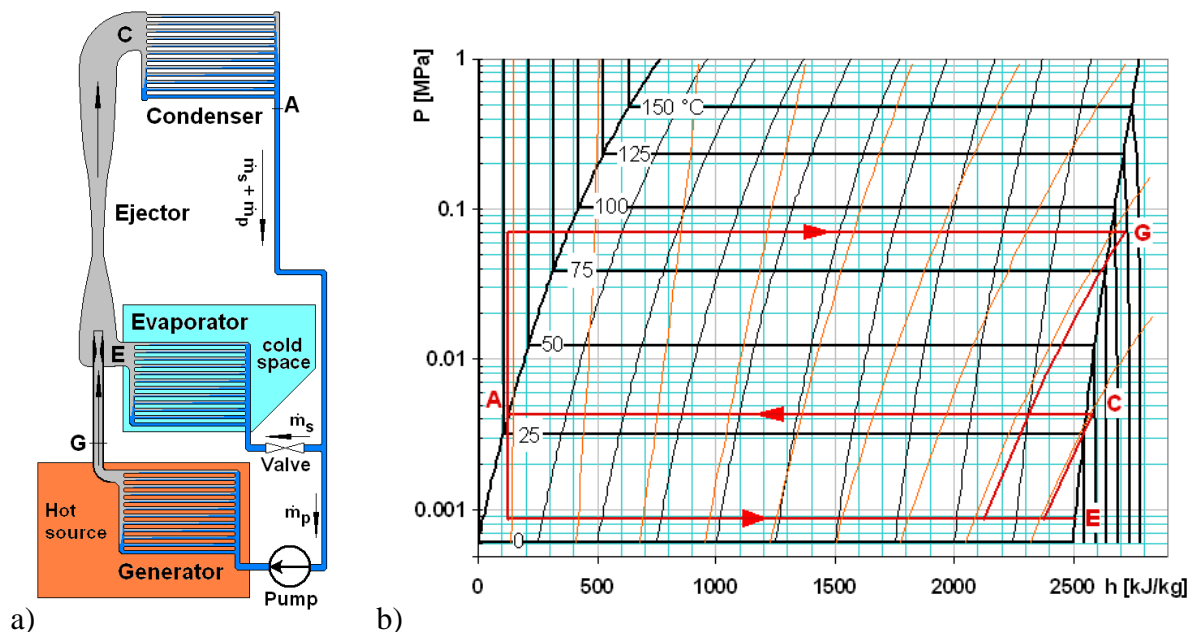 C
Condenser
A
ṁs + ṁp
Ejector
Evaporator
cold
space
E
ṁs
Valve
G
Hot
source
ṁp
Generator
Pump
a)
P [MPa]
1
0.1
0.01
0.001
150 °C
125
100
75
50
25
0
A
G
C
E
0
500
1000
1500
2000
2500
h [kJ/kg]
b)